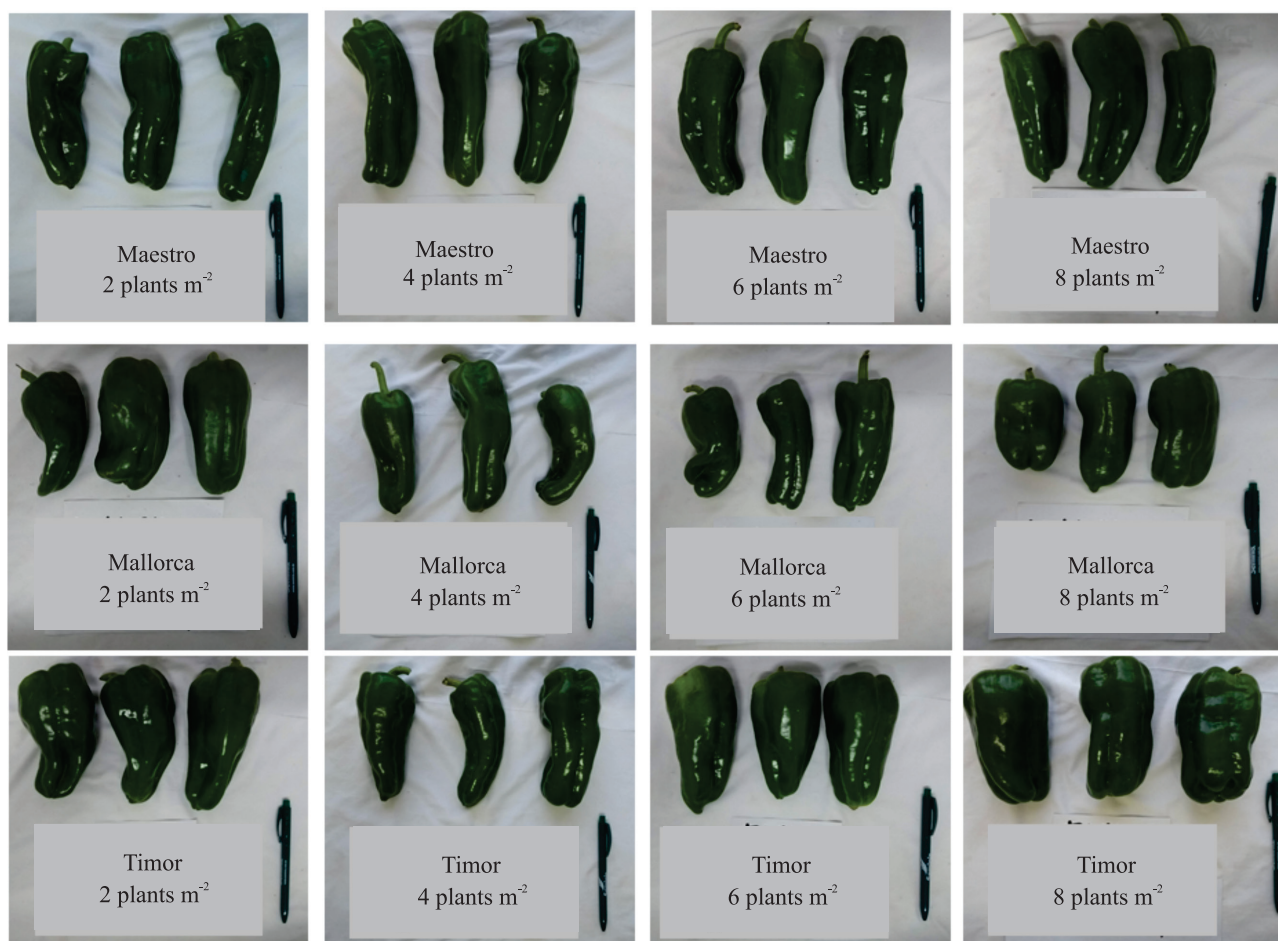 Maestro
2 plants m⁻²
Maestro
4 plants m⁻²
Maestro
6 plants m⁻²
Maestro
8 plants m⁻²
Mallorca
2 plants m⁻²
Mallorca
4 plants m⁻²
Mallorca
6 plants m⁻²
Mallorca
8 plants m⁻²
Timor
2 plants m⁻²
Timor
4 plants m⁻²
Timor
6 plants m⁻²
Timor
8 plants m⁻²